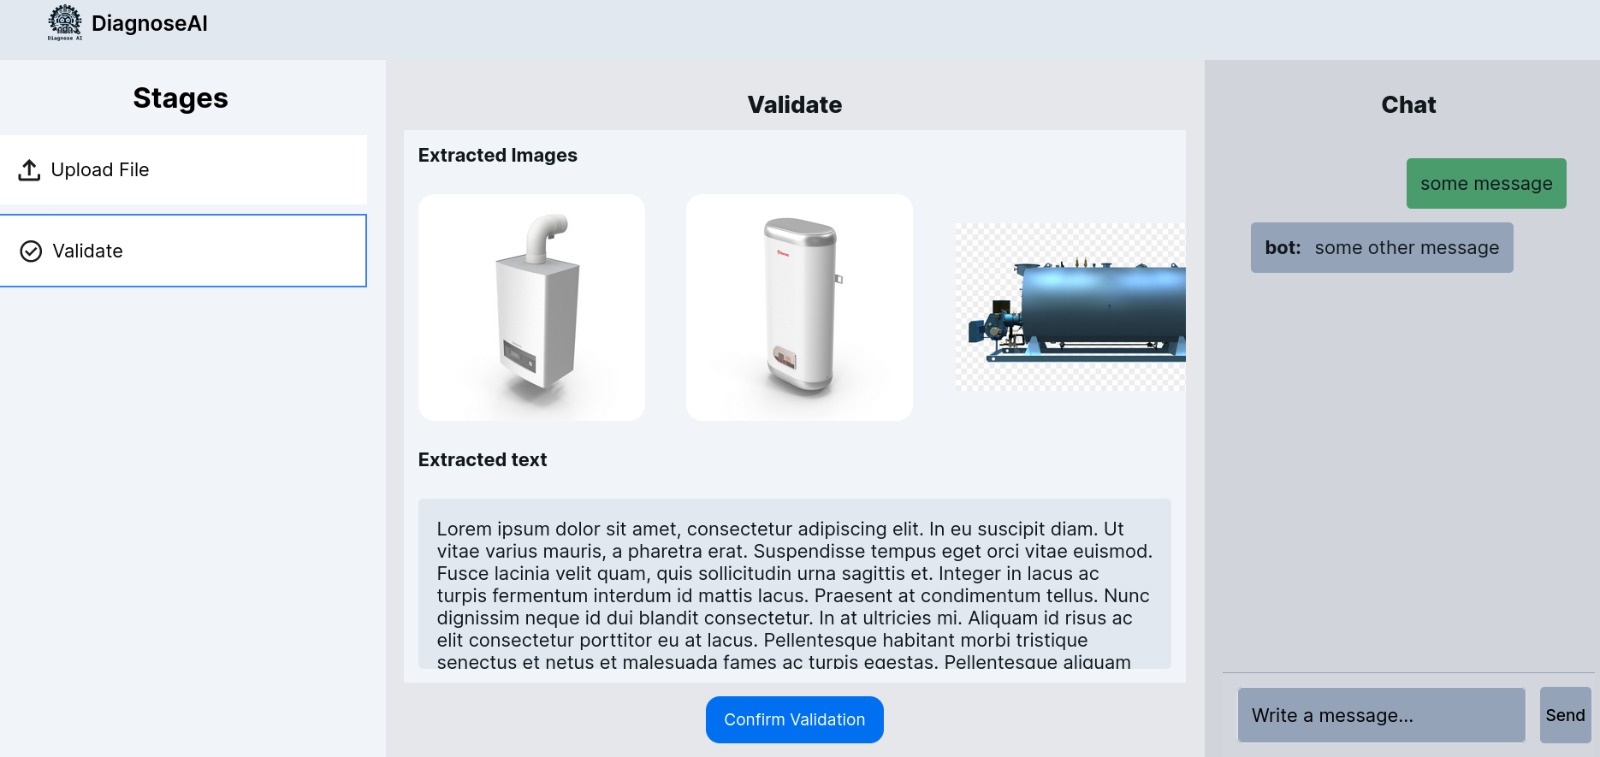 Diagnose AI
DiagnoseAI
Stages
Upload File
Validate
Validate
Extracted Images
Extracted text
Lorem ipsum dolor sit amet, consectetur adipiscing elit. In eu suscipit diam. Ut
vitae varius mauris, a pharetra erat. Suspendisse tempus eget orci vitae euismod.
Fusce lacinia velit quam, quis sollicitudin urna sagittis et. Integer in lacus ac
turpis fermentum interdum id mattis lacus. Praesent at condimentum tellus. Nunc
dignissim neque id dui blandit consectetur. In at ultricies mi. Aliquam id risus ac
elit consectetur porttitor eu at lacus. Pellentesque habitant morbi tristique
senectus et netus et malesuada fames ac turpis egestas. Pellentesque aliquam
Confirm Validation
Chat
some message
bot: some other message
Write a message...
Send